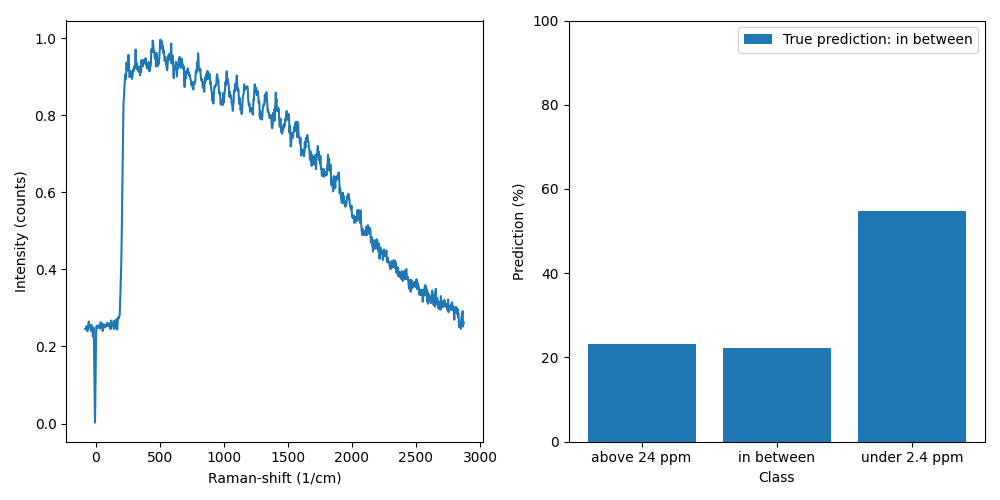 1.0
0.8
0.6
0.4
0.2
0.0
Intensity (counts)
0
500
1000
1500
2000
2500
3000
Raman-shift (1/cm)
100
80
60
40
20
0
Prediction (%)
True prediction: in between
above 24 ppm
in between
under 2.4 ppm
Class